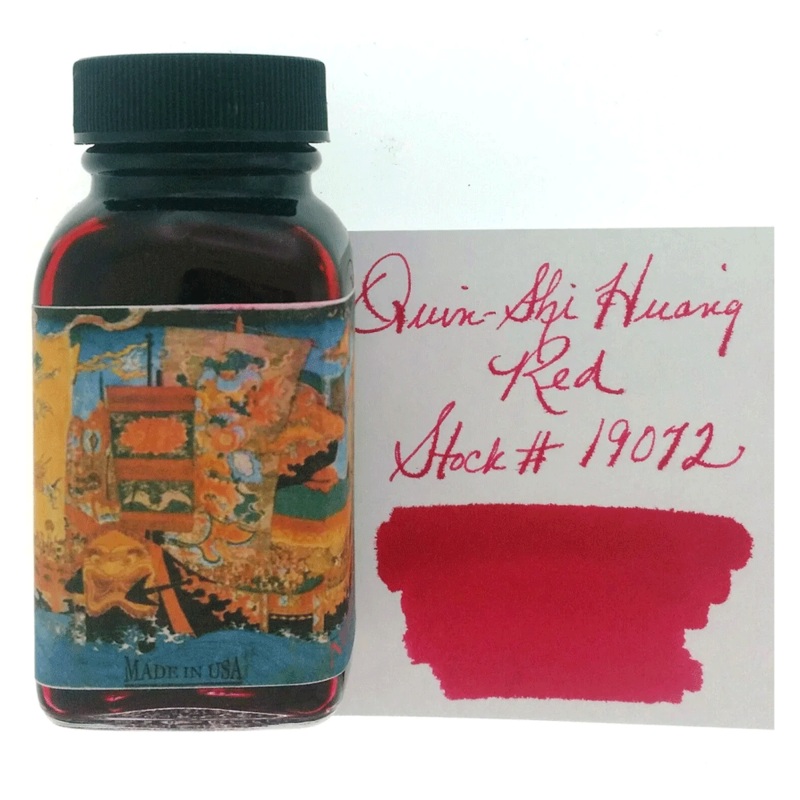 Quin-Shi Huang
Red
Stock # 19072
MADE IN USA